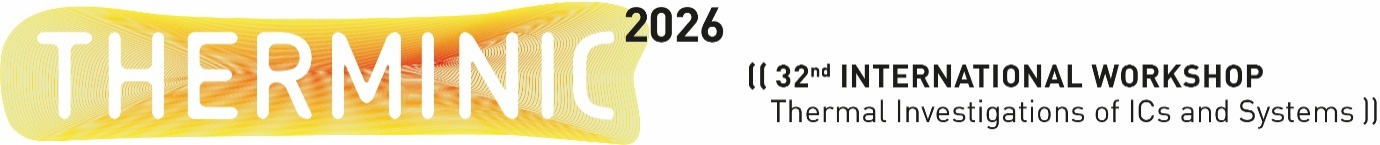 THERMINIC 2026
(( 32nd INTERNATIONAL WORKSHOP
Thermal Investigations of ICs and Systems ))